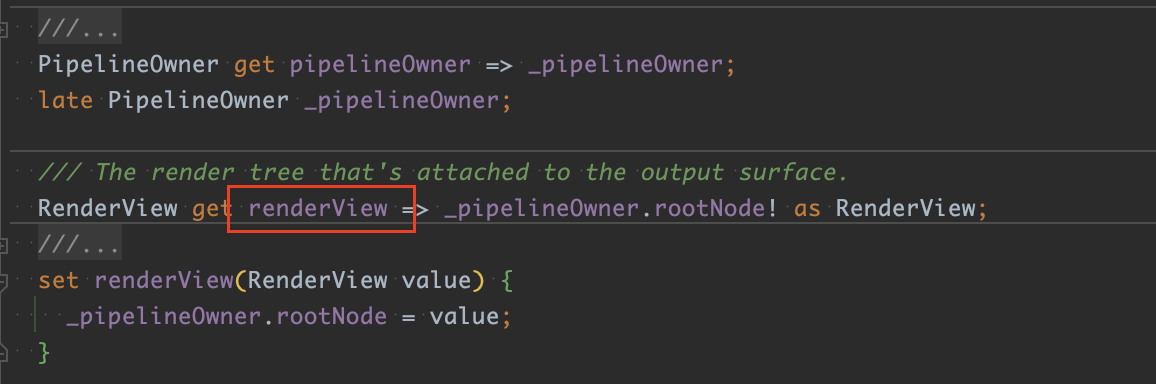 ///...
PipelineOwner get pipelineOwner => _pipelineOwner;
late PipelineOwner _pipelineOwner;
/// The render tree that's attached to the output surface.
RenderView get renderView => _pipelineOwner.rootNode! as RenderView;
///...
set renderView(RenderView value) {
_pipelineOwner.rootNode = value;
}